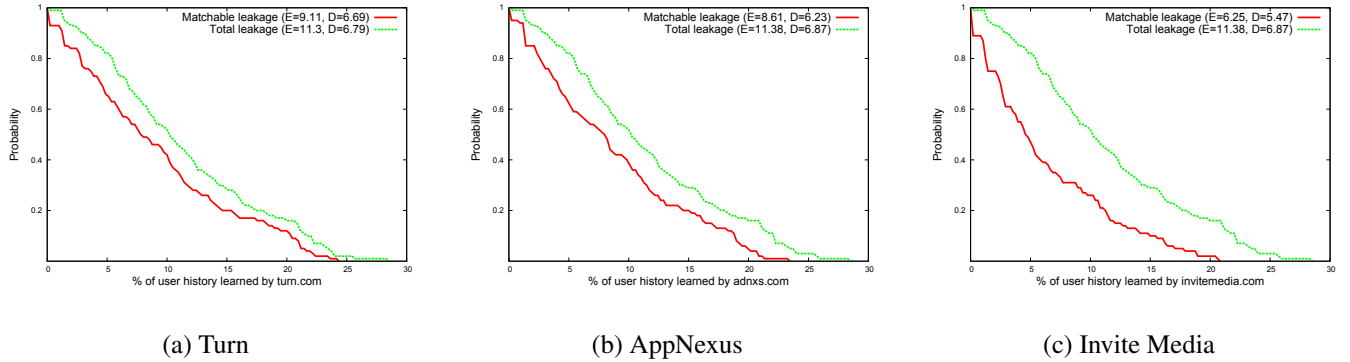 Matchable leakage (E=9.11, D=6.69)
Total leakage (E=11.3, D=6.79)
1
0.8
0.6
0.4
0.2
Probability
0 5 10 15 20 25 30
% of user history learned by turn.com
(a) Turn
Matchable leakage (E=8.61, D=6.23)
Total leakage (E=11.38, D=6.87)
1
0.8
0.6
0.4
0.2
Probability
0 5 10 15 20 25 30
% of user history learned by adnxs.com
(b) AppNexus
Matchable leakage (E=6.25, D=5.47)
Total leakage (E=11.38, D=6.87)
1
0.8
0.6
0.4
0.2
Probability
0 5 10 15 20 25 30
% of user history learned by invitemedia.com
(c) Invite Media